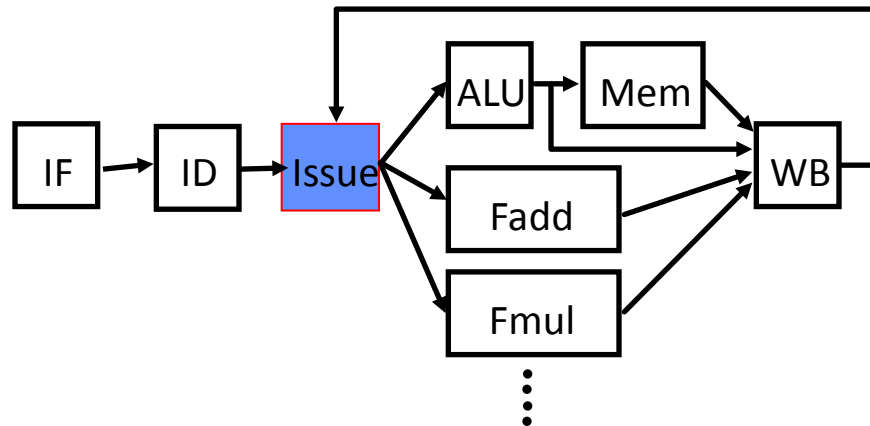 IF
ID
Issue
ALU
Mem
Fadd
Fmul
WB